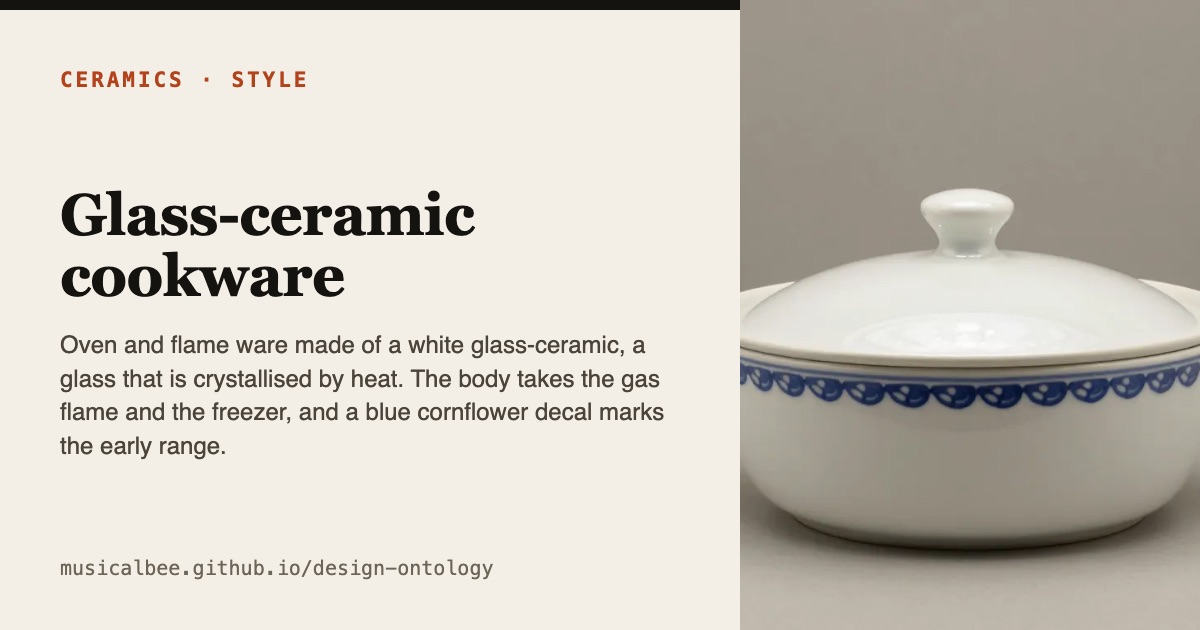 CERAMICS · STYLE
Glass-ceramic
cookware
Oven and flame ware made of a white glass-ceramic, a
glass that is crystallised by heat. The body takes the gas
flame and the freezer, and a blue cornflower decal marks
the early range.
musicalbee.github.io/design-ontology